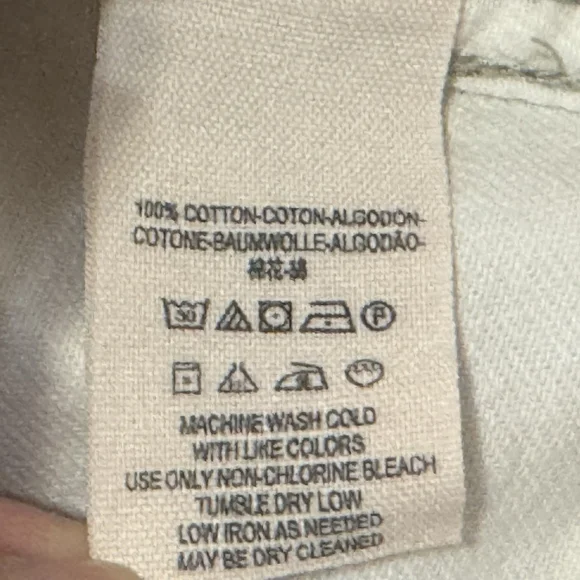 100% COTTON-COTON-ALGODON-
COTONE-BAUMWOLLE-ALGODÃO-
棉花-綿
30
P
MACHINE WASH COLD
WITH LIKE COLORS
USE ONLY NON-CHLORINE BLEACH
TUMBLE DRY LOW
LOW IRON AS NEEDED
MAY BE DRY CLEANED